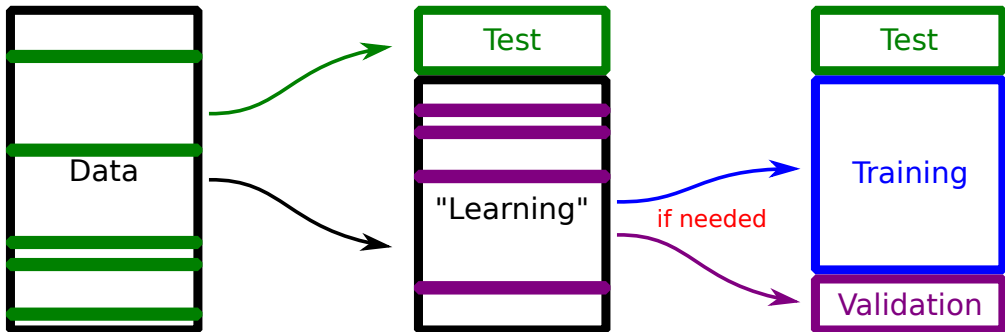 Data
Test
"Learning"
if needed
Test
Training
Validation